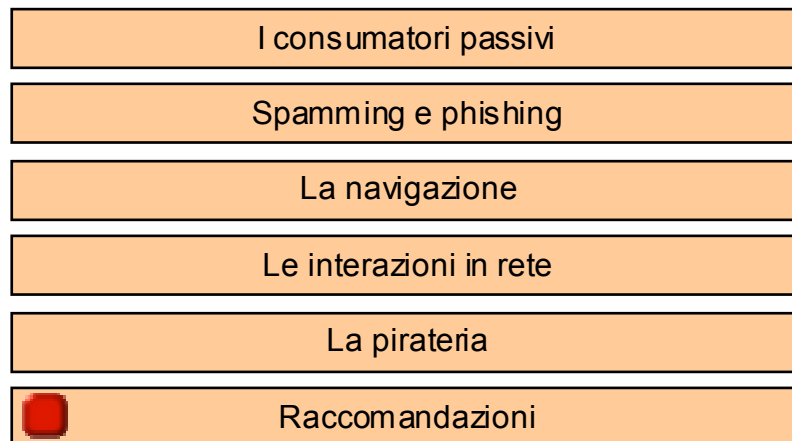 I consumatori passivi
Spamming e phishing
La navigazione
Le interazioni in rete
La pirateria
Raccomandazioni